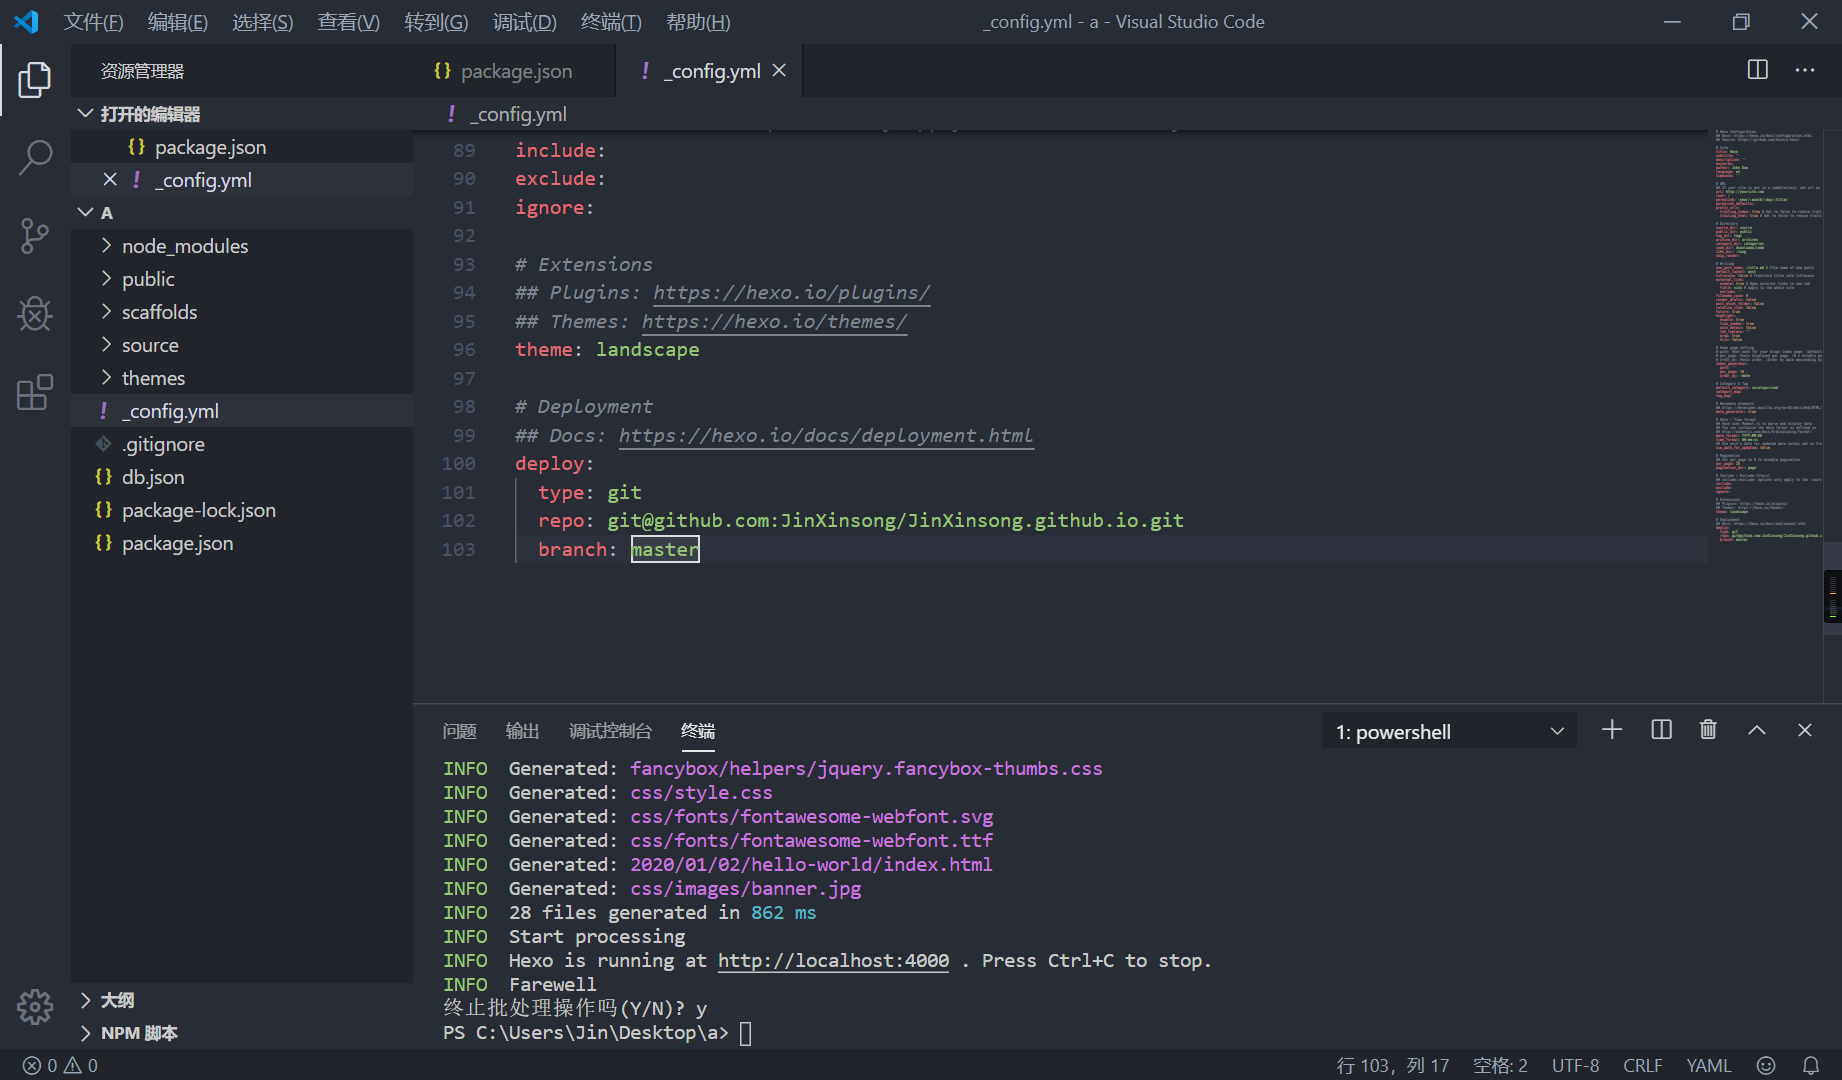 文件(F) 编辑(E) 选择(S) 查看(V) 转到(G) 调试(D) 终端(T) 帮助(H)
_config.yml - a - Visual Studio Code
资源管理器
打开的编辑器
{} package.json
! _config.yml
A
node_modules
public
scaffolds
source
themes
! _config.yml
.gitignore
{} db.json
{} package-lock.json
{} package.json
大纲
NPM 脚本
{} package.json
! _config.yml
! _config.yml
89 include:
90 exclude:
91 ignore:
92
93 # Extensions
94 ## Plugins: https://hexo.io/plugins/
95 ## Themes: https://hexo.io/themes/
96 theme: landscape
97
98 # Deployment
99 ## Docs: https://hexo.io/docs/deployment.html
100 deploy:
101 type: git
102 repo: git@github.com:JinXinsong/JinXinsong.github.io.git
103 branch: master
问题 输出 调试控制台 终端
1: powershell
INFO Generated: fancybox/helpers/jquery.fancybox-thumbs.css
INFO Generated: css/style.css
INFO Generated: css/fonts/fontawesome-webfont.svg
INFO Generated: css/fonts/fontawesome-webfont.ttf
INFO Generated: 2020/01/02/hello-world/index.html
INFO Generated: css/images/banner.jpg
INFO 28 files generated in 862 ms
INFO Start processing
INFO Hexo is running at http://localhost:4000 . Press Ctrl+C to stop.
INFO Farewell
终止批处理操作吗(Y/N)? y
PS C:\Users\Jin\Desktop\a>
0 0
行 103，列 17 空格: 2 UTF-8 CRLF YAML